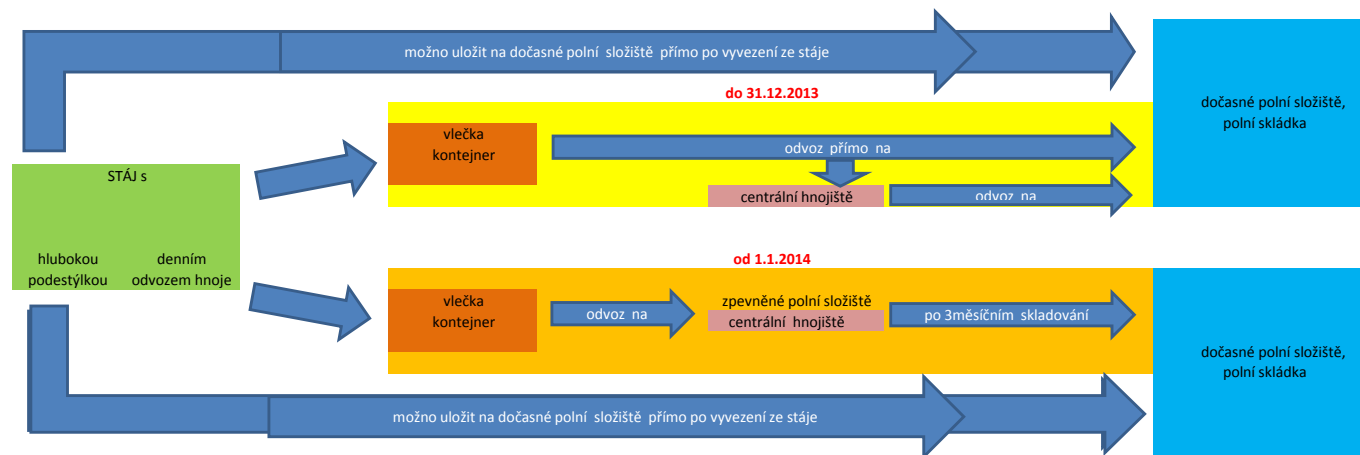 možno uložit na dočasné polní složiště přímo po vyvezení ze stáje
do 31.12.2013
dočasné polní složiště,
polní skládka
vlečka
kontejner
odvoz přímo na
centrální hnojiště
odvoz na
STÁJ s
hlubokou
podestýlkou
denním
odvozem hnoje
od 1.1.2014
vlečka
kontejner
odvoz na
zpevněné polní složiště
centrální hnojiště
po 3měsíčním skladování
dočasné polní složiště,
polní skládka
možno uložit na dočasné polní složiště přímo po vyvezení ze stáje